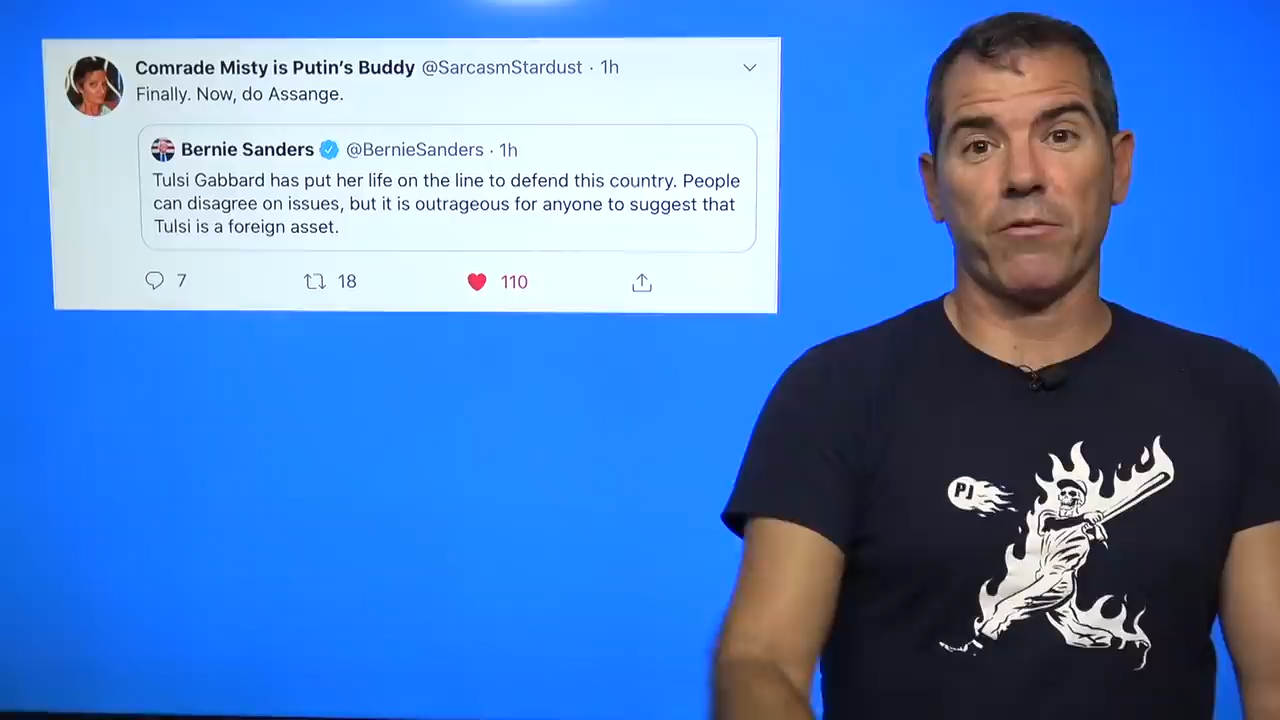 Comrade Misty is Putin's Buddy @SarcasmStardust · 1h
Finally. Now, do Assange.
Bernie Sanders @BernieSanders · 1h
Tulsi Gabbard has put her life on the line to defend this country. People
can disagree on issues, but it is outrageous for anyone to suggest that
Tulsi is a foreign asset.
7 18 110
PJ